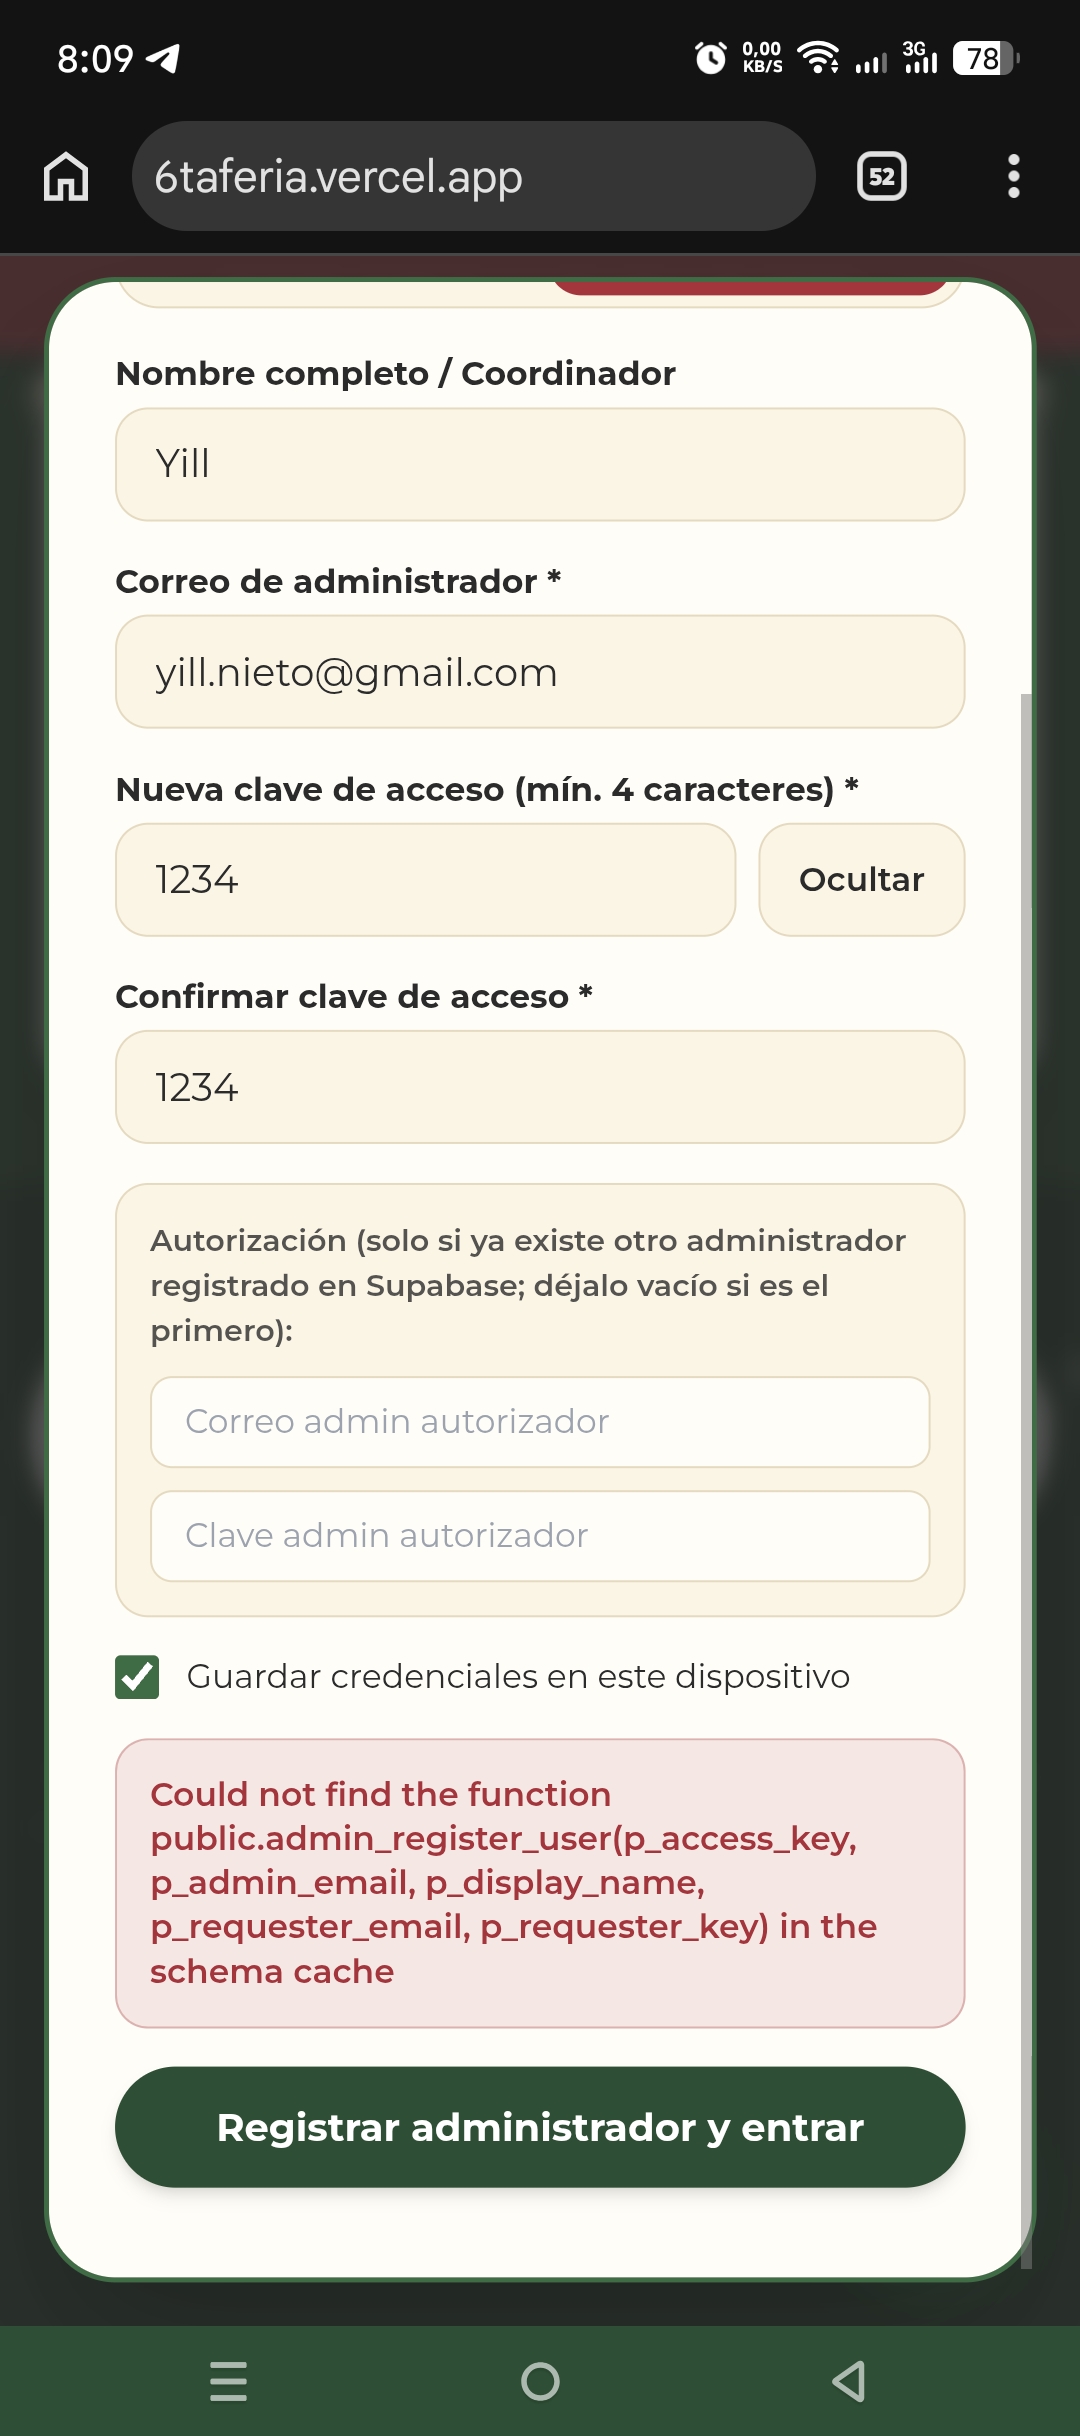 8:09
0,00
KB/S
3G
78
6taferia.vercel.app
52
Nombre completo / Coordinador
Yill
Correo de administrador *
yill.nieto@gmail.com
Nueva clave de acceso (mín. 4 caracteres) *
1234
Ocultar
Confirmar clave de acceso *
1234
Autorización (solo si ya existe otro administrador
registrado en Supabase; déjalo vacío si es el
primero):
Correo admin autorizador
Clave admin autorizador
Guardar credenciales en este dispositivo
Could not find the function
public.admin_register_user(p_access_key,
p_admin_email, p_display_name,
p_requester_email, p_requester_key) in the
schema cache
Registrar administrador y entrar